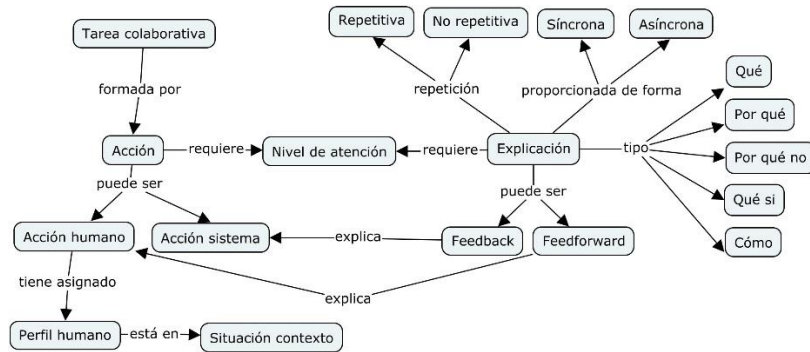 Tarea colaborativa
Repetitiva
No repetitiva
Síncrona
Asíncrona
formada por
repetición
proporcionada de forma
Qué
Por qué
Acción
requiere
Nivel de atención
requiere
Explicación
tipo
Por qué no
puede ser
puede ser
Qué si
Acción humano
Acción sistema
explica
Feedback
Feedforward
Cómo
tiene asignado
explica
Perfil humano
está en
Situación contexto